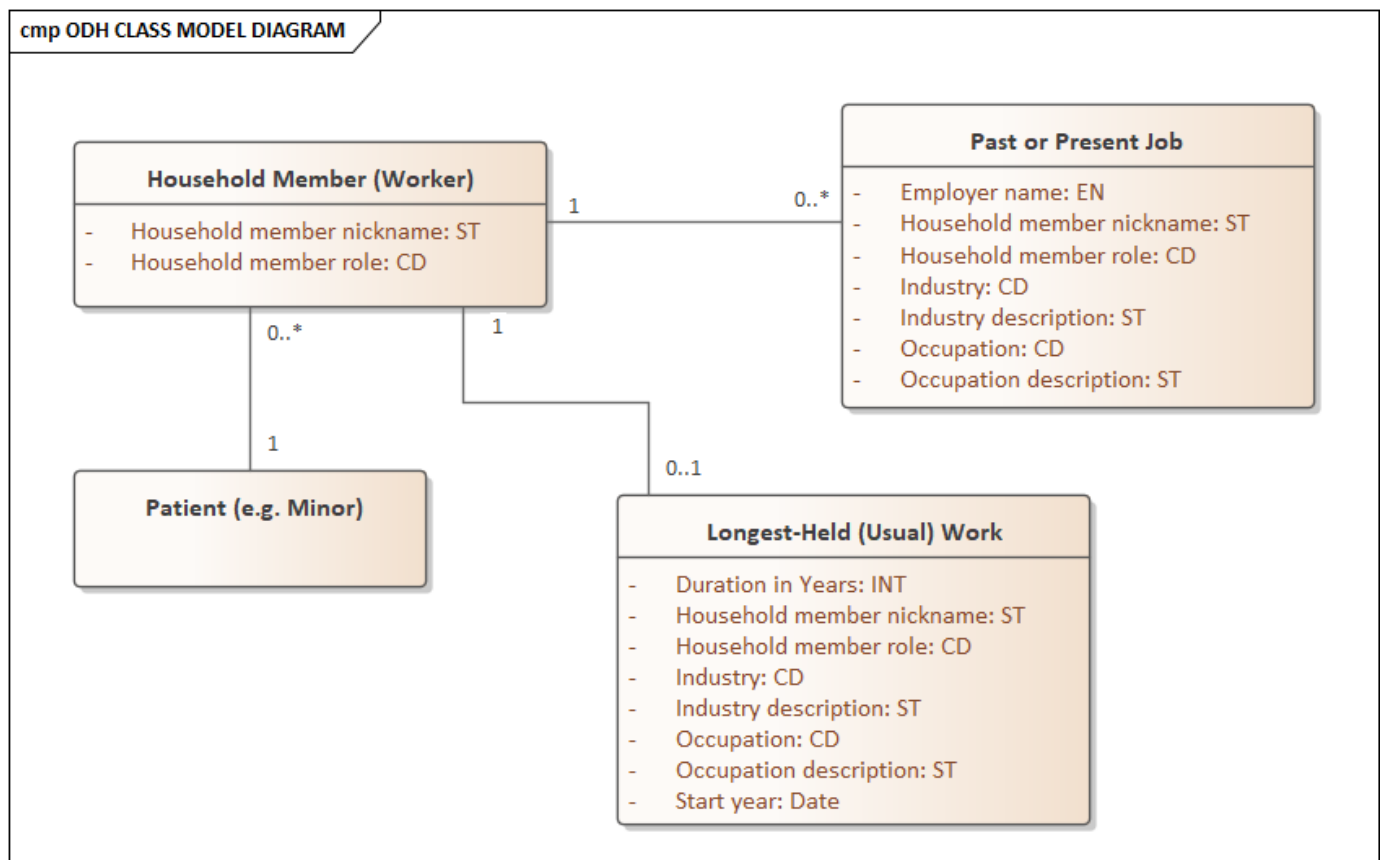 cmp ODH CLASS MODEL DIAGRAM
Household Member (Worker)
- Household member nickname: ST
- Household member role: CD
1
0..*
Past or Present Job
- Employer name: EN
- Household member nickname: ST
- Household member role: CD
- Industry: CD
- Industry description: ST
- Occupation: CD
- Occupation description: ST
0..*
1
1
0..1
Patient (e.g. Minor)
Longest-Held (Usual) Work
- Duration in Years: INT
- Household member nickname: ST
- Household member role: CD
- Industry: CD
- Industry description: ST
- Occupation: CD
- Occupation description: ST
- Start year: Date